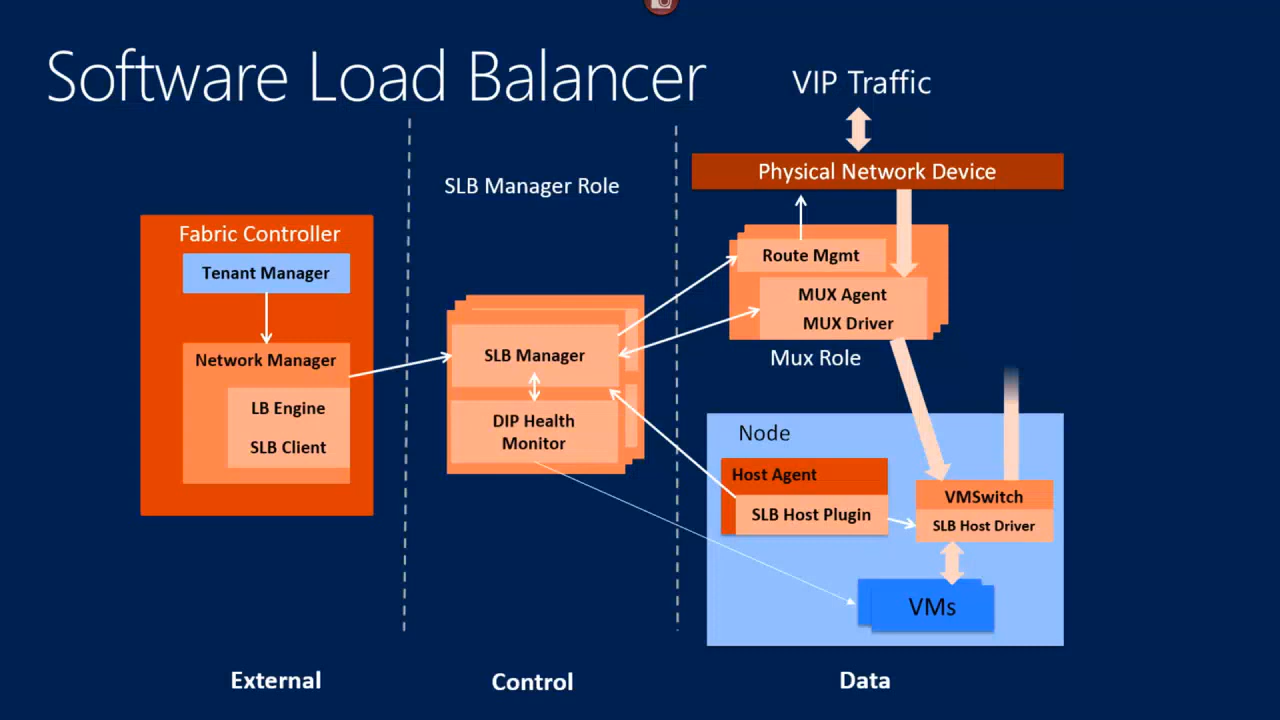 Software Load Balancer
VIP Traffic
Physical Network Device
SLB Manager Role
Fabric Controller
Tenant Manager
Network Manager
LB Engine
SLB Client
SLB Manager
DIP Health
Monitor
Route Mgmt
MUX Agent
MUX Driver
Mux Role
Node
Host Agent
SLB Host Plugin
VMSwitch
SLB Host Driver
VMs
External
Control
Data